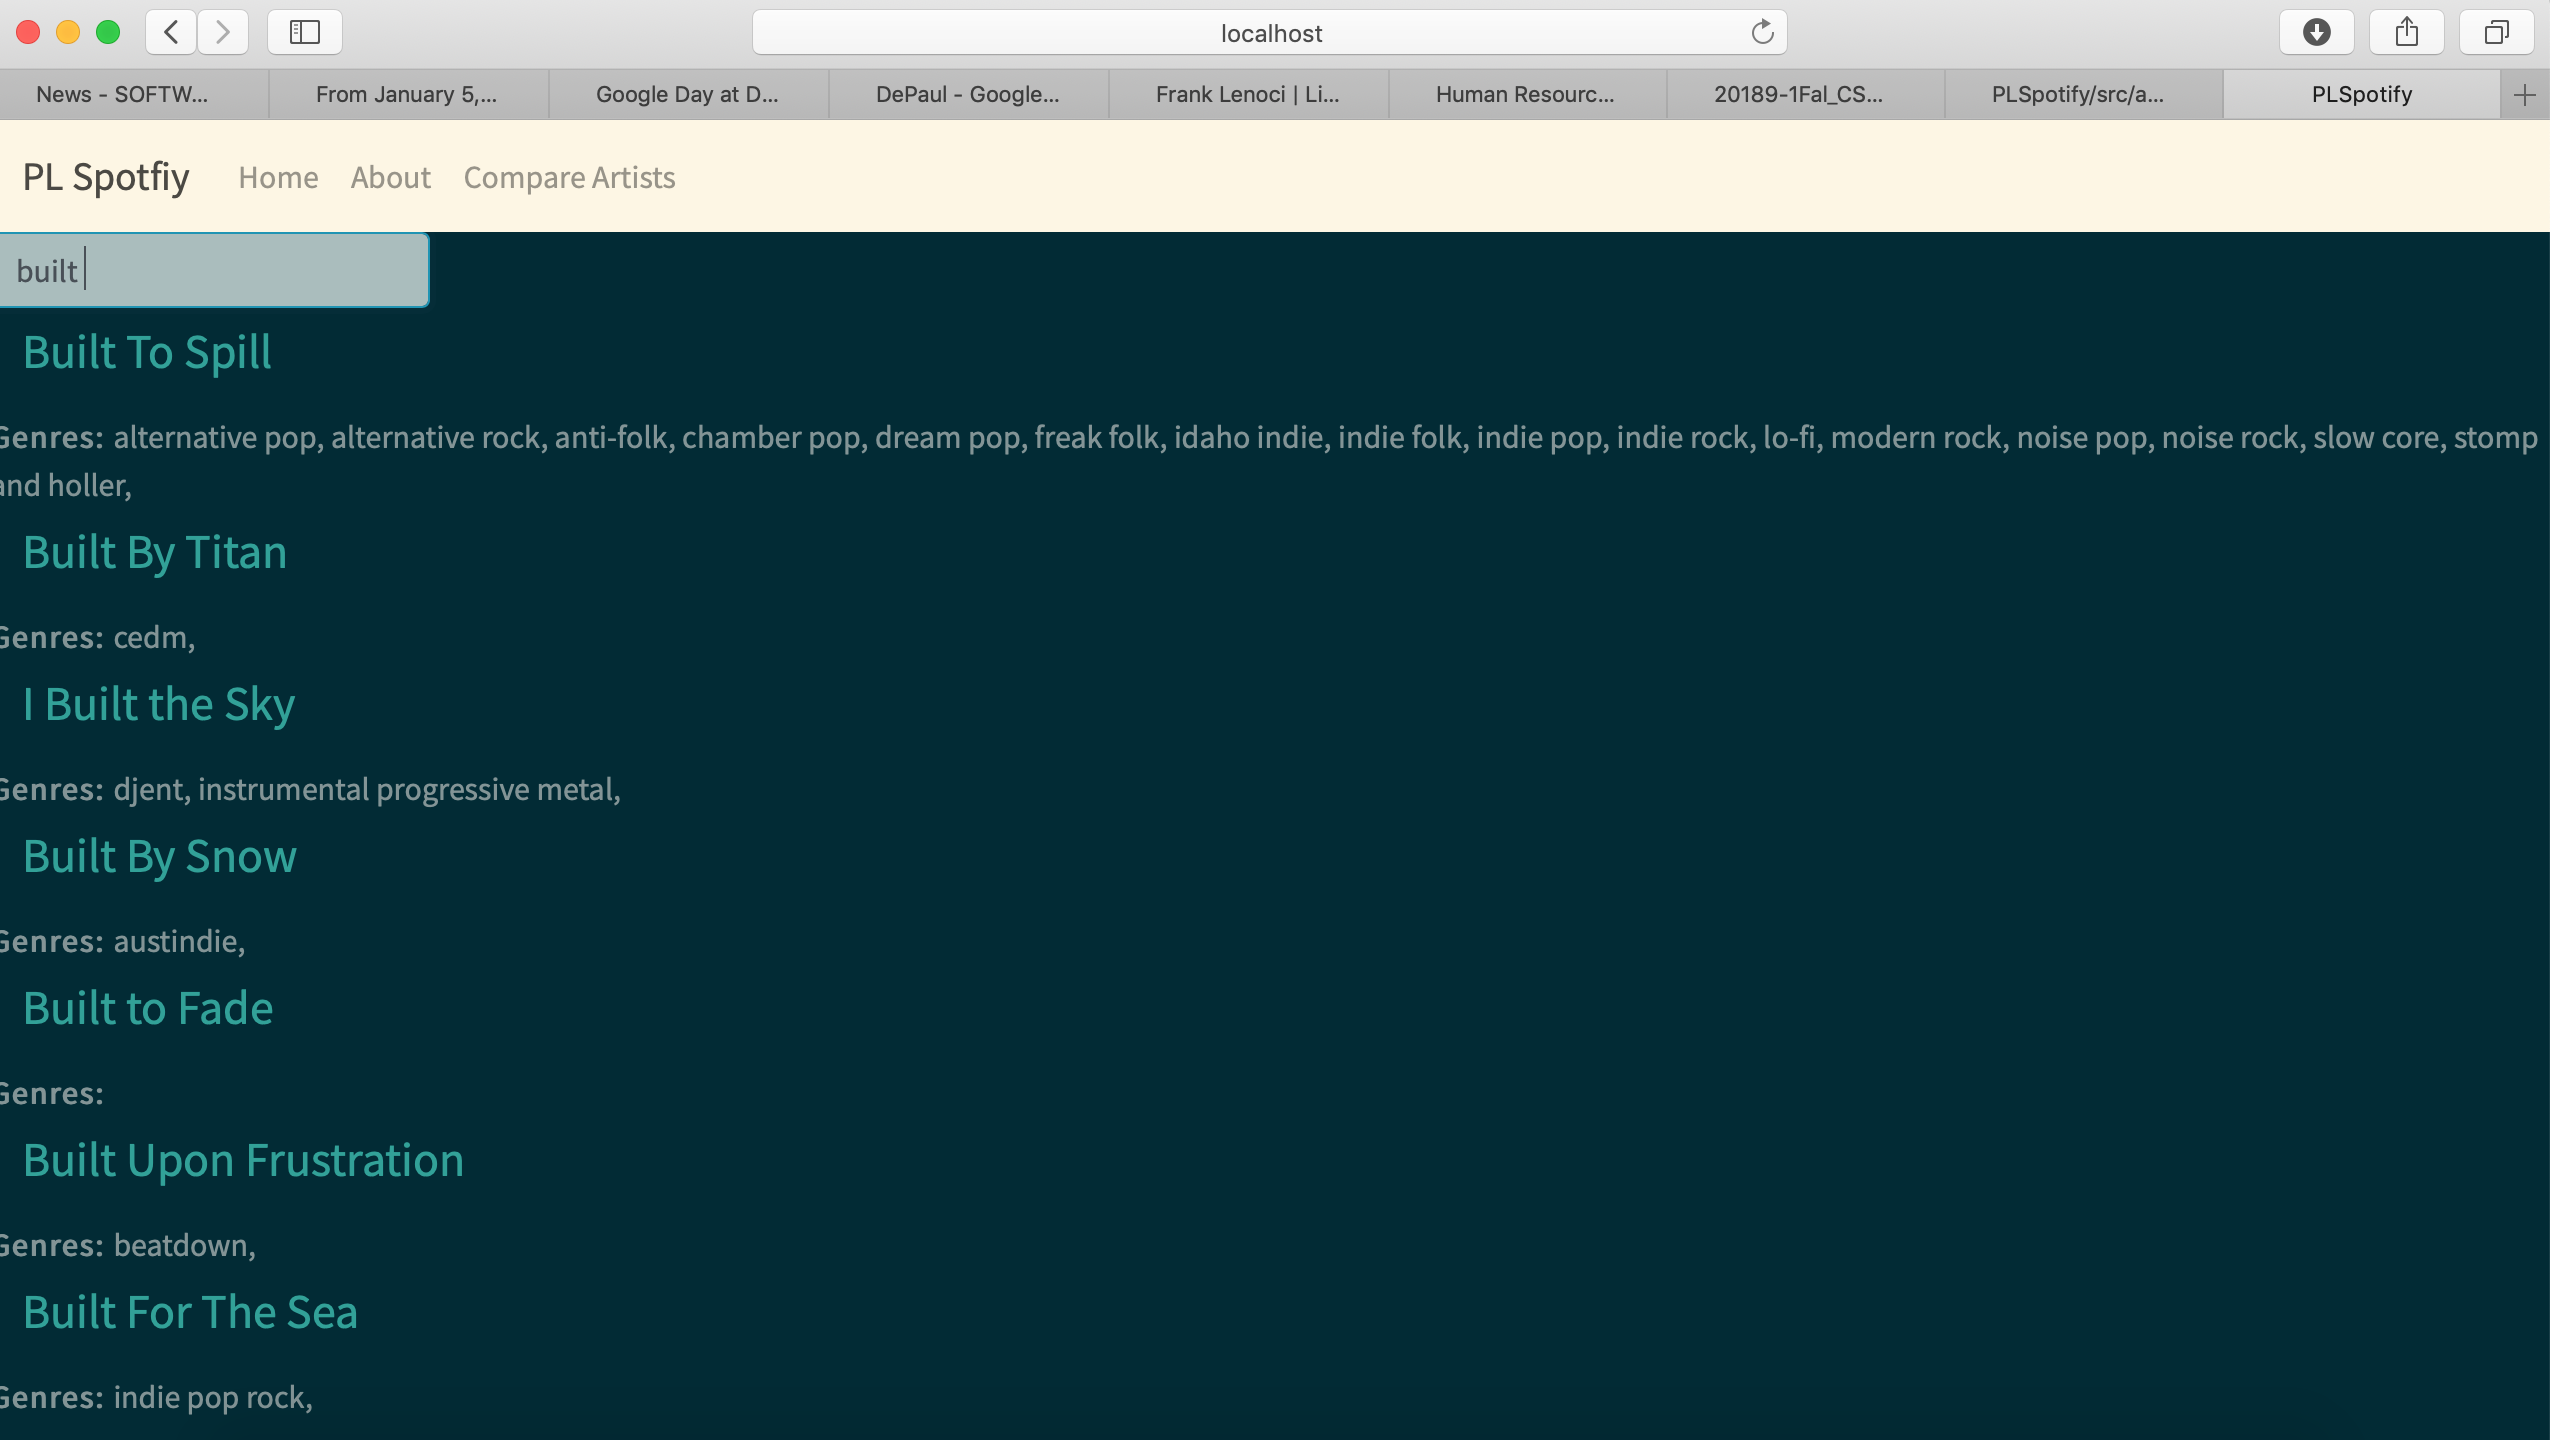 localhost
News - SOFTW...
From January 5,...
Google Day at D...
DePaul - Google...
Frank Lenoci | Li...
Human Resourc...
20189-1Fal_CS...
PLSpotify/src/a...
PLSpotify
PL Spotfiy
Home
About
Compare Artists
built
Built To Spill
Genres: alternative pop, alternative rock, anti-folk, chamber pop, dream pop, freak folk, idaho indie, indie folk, indie pop, indie rock, lo-fi, modern rock, noise pop, noise rock, slow core, stomp
and holler,
Built By Titan
Genres: cedm,
I Built the Sky
Genres: djent, instrumental progressive metal,
Built By Snow
Genres: austindie,
Built to Fade
Genres:
Built Upon Frustration
Genres: beatdown,
Built For The Sea
Genres: indie pop rock,